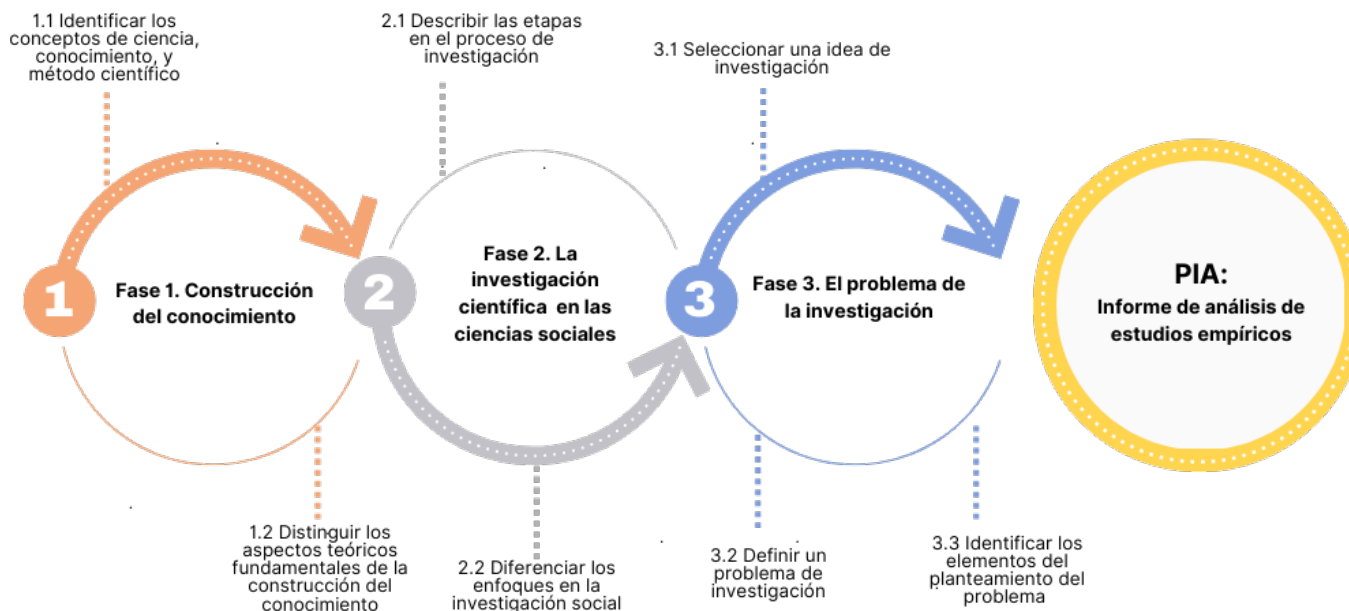 1.1 Identificar los
conceptos de ciencia,
conocimiento, y
método científico
2.1 Describir las etapas
en el proceso de
investigación
3.1 Seleccionar una idea de
investigación
1
Fase 1. Construcción
del conocimiento
2
Fase 2. La
investigación
científica en las
ciencias sociales
3
Fase 3. El problema de
la investigación
PIA:
Informe de análisis de
estudios empíricos
1.2 Distinguir los
aspectos teóricos
fundamentales de la
construcción del
conocimiento
2.2 Diferenciar los
enfoques en la
investigación social
3.2 Definir un
problema de
investigación
3.3 Identificar los
elementos del
planteamiento del
problema